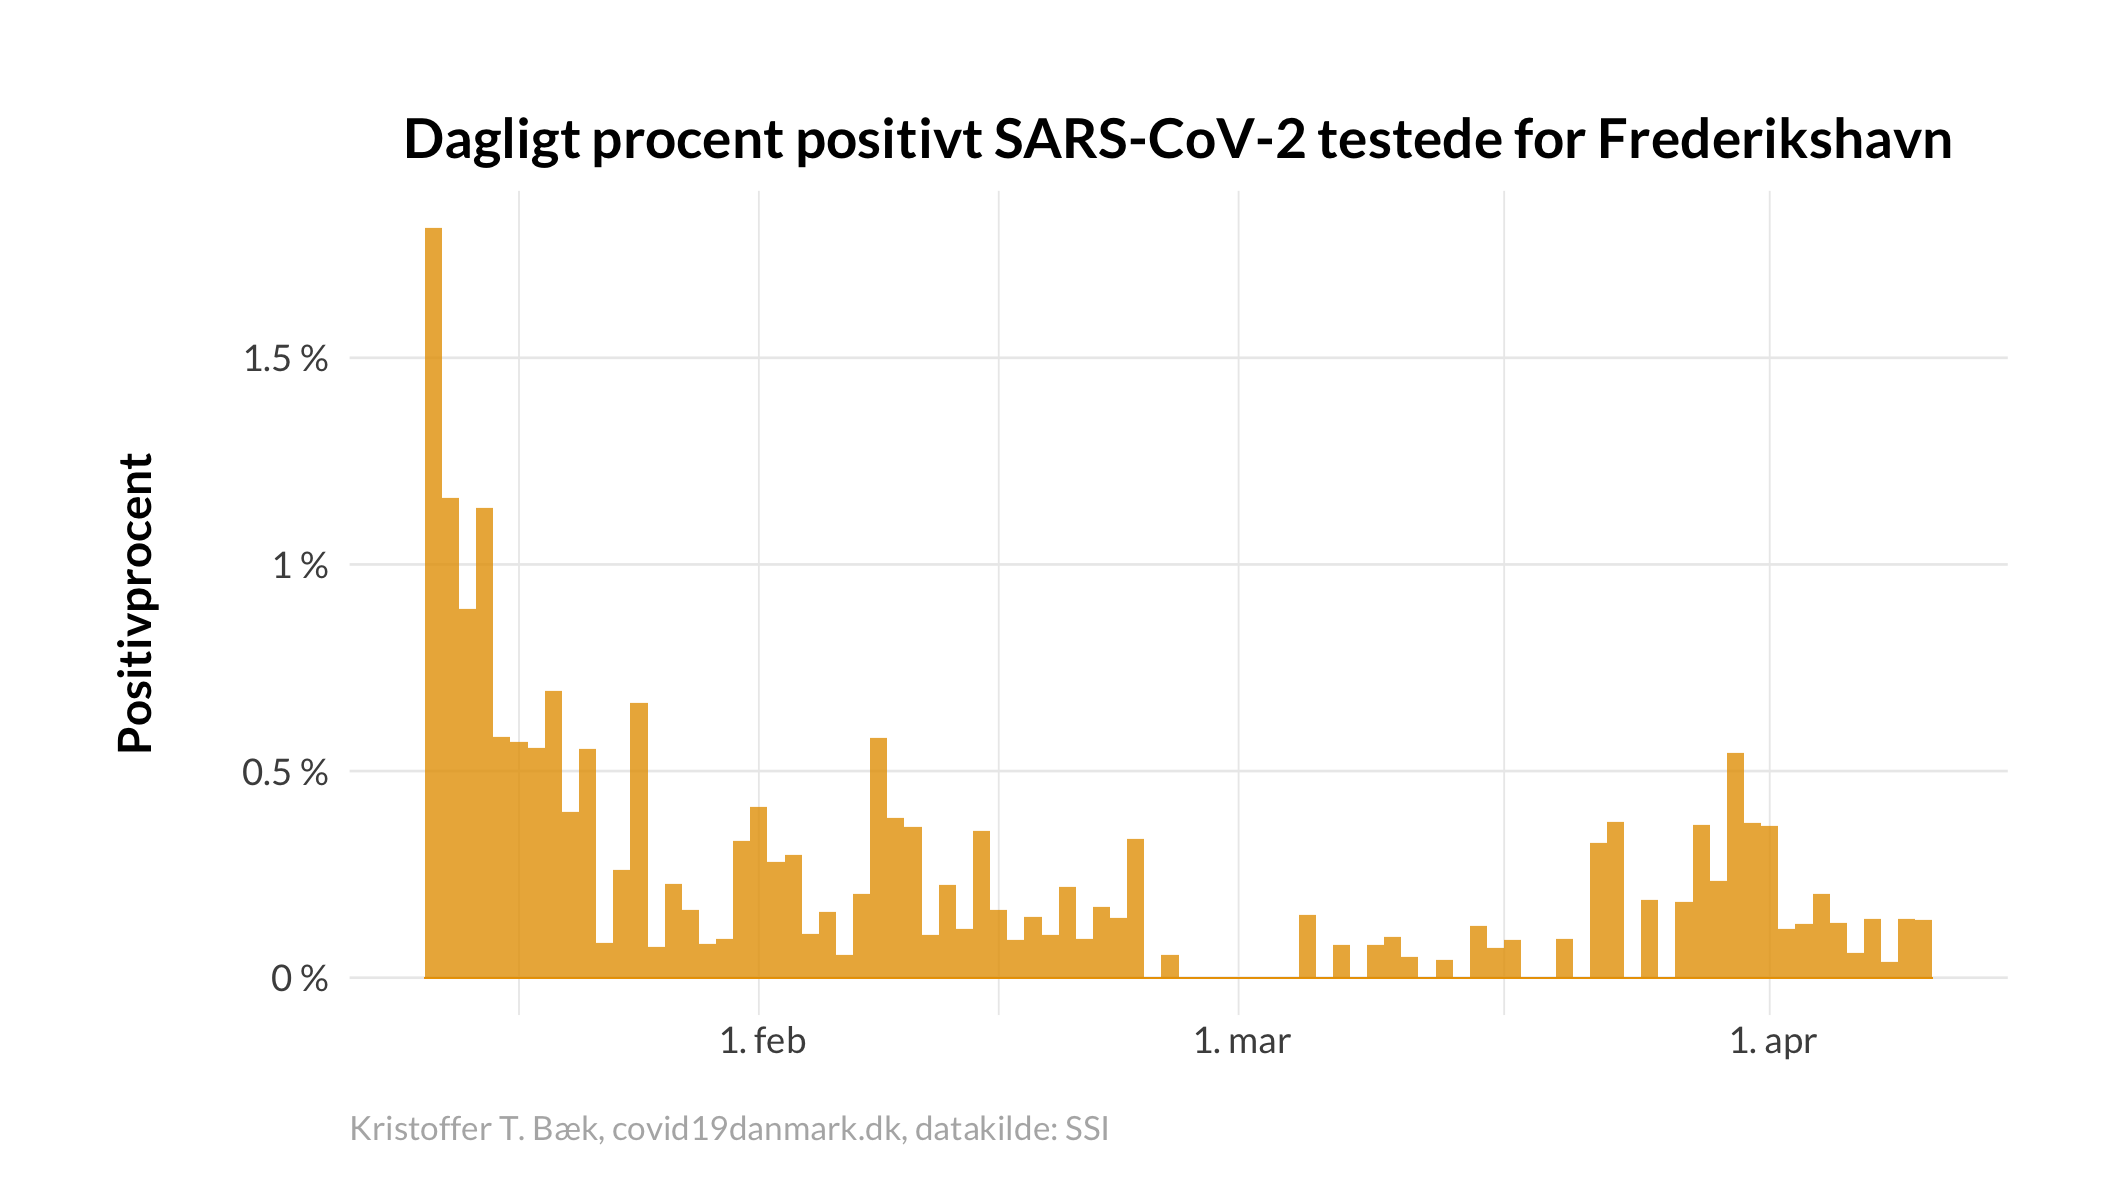 Dagligt procent positivt SARS-CoV-2 testede for Frederikshavn
Positivprocent
1.5 %
1 %
0.5 %
0 %
1. feb
1. mar
1. apr
Kristoffer T. Bæk, covid19danmark.dk, datakilde: SSI